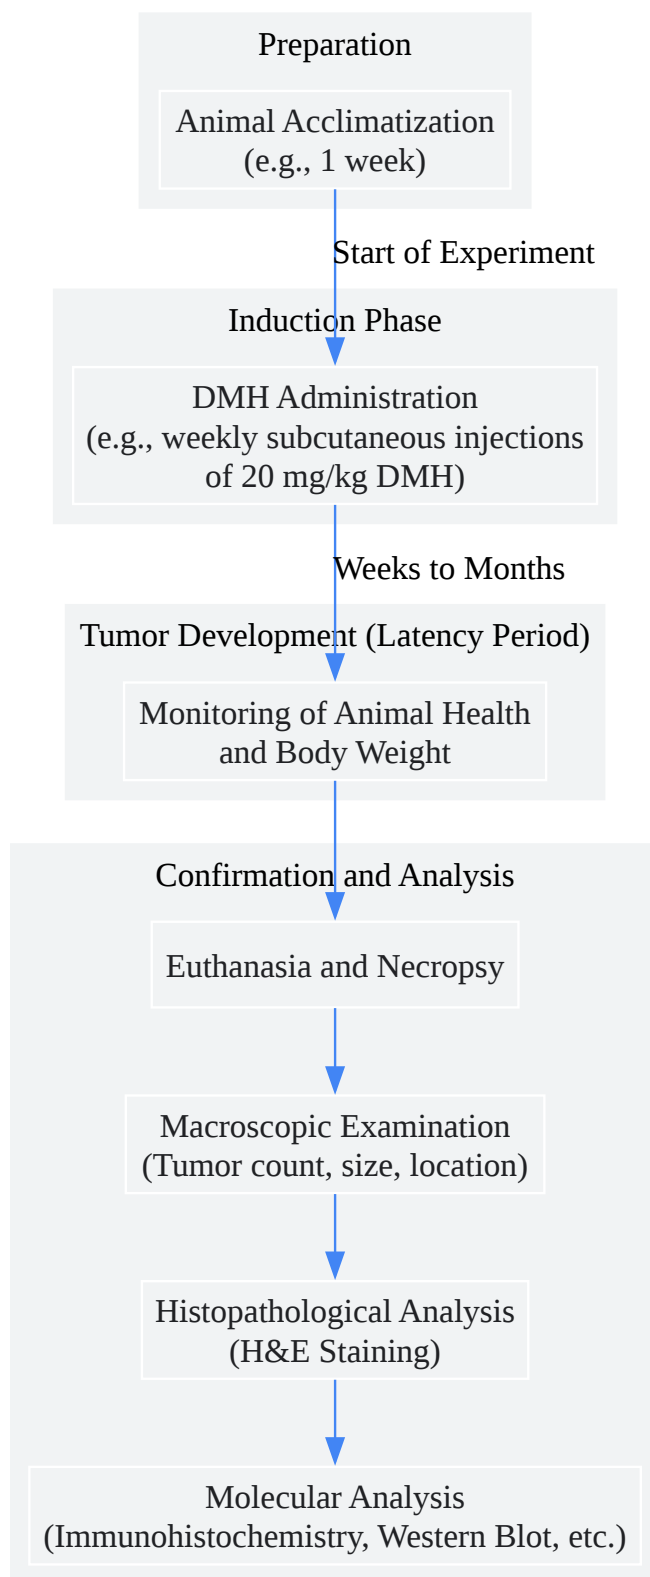 Preparation
Animal Acclimatization
(e.g., 1 week)
Start of Experiment
Induction Phase
DMH Administration
(e.g., weekly subcutaneous injections
of 20 mg/kg DMH)
Weeks to Months
Tumor Development (Latency Period)
Monitoring of Animal Health
and Body Weight
Confirmation and Analysis
Euthanasia and Necropsy
Macroscopic Examination
(Tumor count, size, location)
Histopathological Analysis
(H&E Staining)
Molecular Analysis
(Immunohistochemistry, Western Blot, etc.)